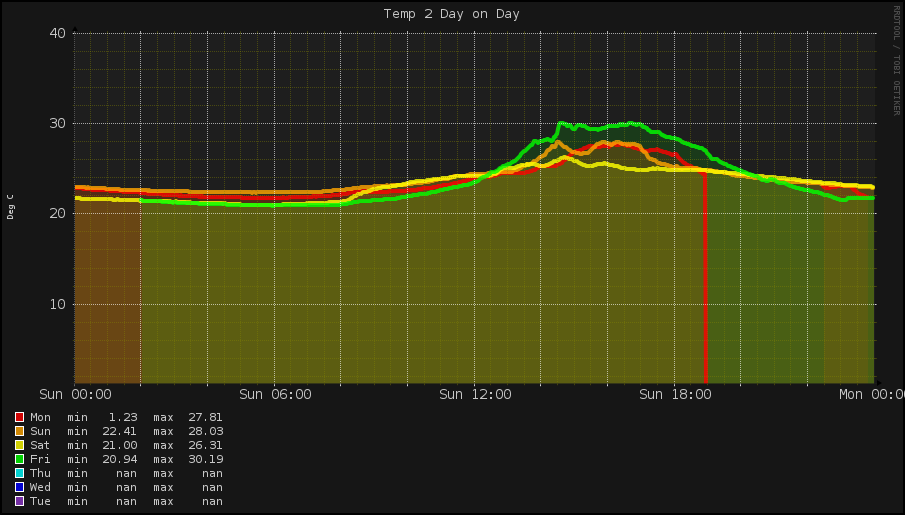 Temp 2 Day on Day
RRDTOOL / TOBI OETIKER
Deg C
40
30
20
10
Sun 00:00 Sun 06:00 Sun 12:00 Sun 18:00 Mon 00:0
Mon min 1.23 max 27.81
Sun min 22.41 max 28.03
Sat min 21.00 max 26.31
Fri min 20.94 max 30.19
Thu min nan max nan
Wed min nan max nan
Tue min nan max nan